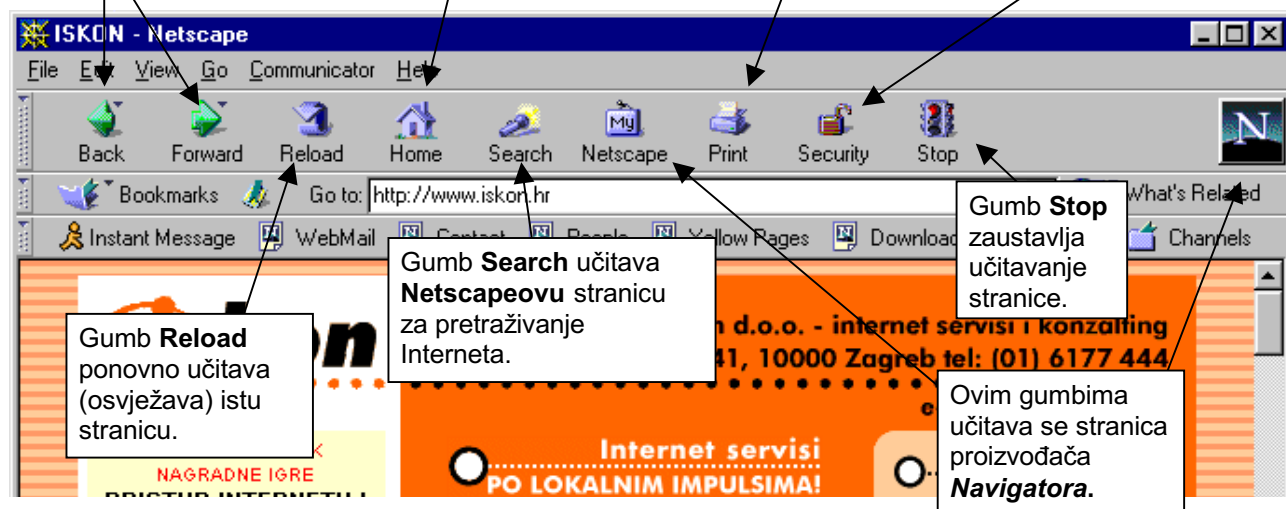 ISKON - Netscape
File Edit View Go Communicator Help
Back Forward Reload Home Search Netscape Print Security Stop
My
N
Bookmarks Go to: http://www.iskon.hr What's Related
Instant Message WebMail Contact People Yellow Pages Download Channels
Gumb Stop
zaustavlja
učitavanje
stranice.
Gumb Search učitava
Netscapeovu stranicu
za pretraživanje
Interneta.
Gumb Reload
ponovno učitava
(osvježava) istu
stranicu.
d.o.o. - internet servisi i konzalting
41, 10000 Zagreb tel: (01) 6177 444
Ovim gumbima
učitava se stranica
proizvođača
Navigatora.
NAGRADNE IGRE
PRISTUP INTERNETU I
Internet servisi
PO LOKALNIM IMPULSIMA!